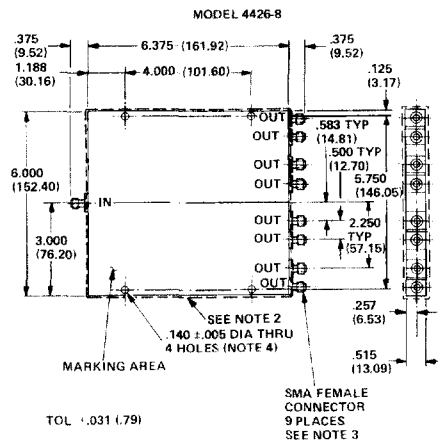 MODEL 4426-8
.375
(9.52)
6.375 (161.92)
.375
(9.52)
1.188
(30.16)
4.000 (101.60)
.125
(3.17)
OUT
OUT
.583 TYP
(14.81)
.500 TYP
(12.70)
OUT
OUT
5.750
(146.05)
6.000
(152.40)
IN
OUT
2.250
TYP
(57.15)
OUT
3.000
(76.20)
OUT
OUT
.257
(6.53)
SEE NOTE 2
.140 ±.005 DIA THRU
4 HOLES (NOTE 4)
MARKING AREA
.515
(13.09)
SMA FEMALE
CONNECTOR
9 PLACES
SEE NOTE 3
TOL ±.031 (.79)